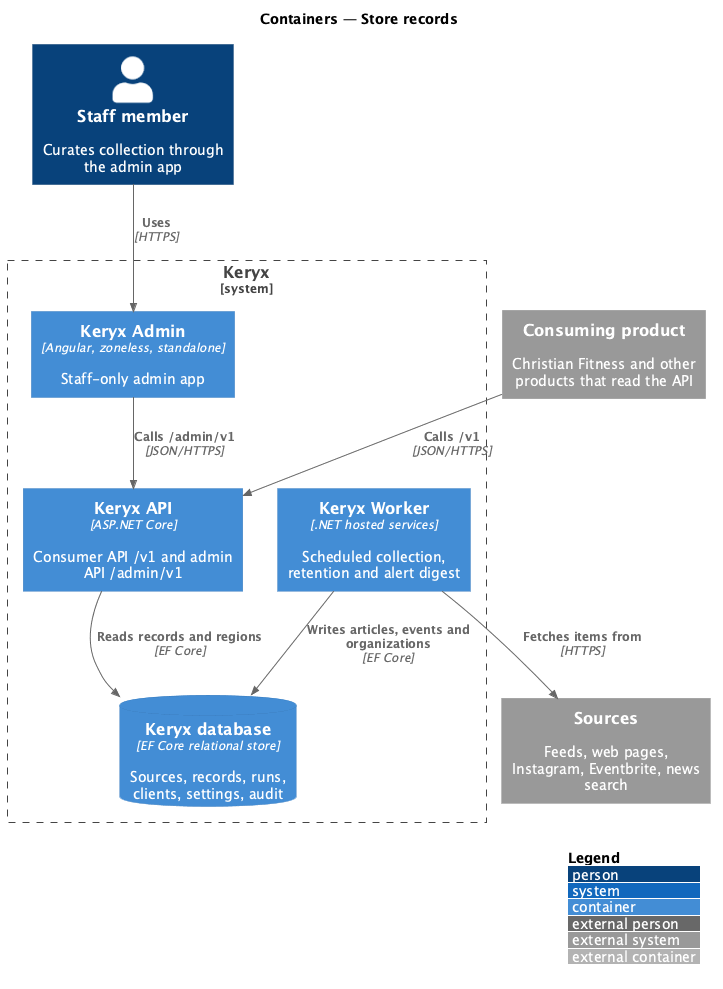 Containers — Store records
Staff member
Curates collection through
the admin app
Uses
[HTTPS]
Keryx
[system]
Keryx Admin
[Angular, zoneless, standalone]
Staff-only admin app
Consuming product
Christian Fitness and other
products that read the API
Calls /admin/v1
[JSON/HTTPS]
Calls /v1
[JSON/HTTPS]
Keryx API
[ASP.NET Core]
Consumer API /v1 and admin
API /admin/v1
Keryx Worker
[.NET hosted services]
Scheduled collection,
retention and alert digest
Reads records and regions
[EF Core]
Writes articles, events and
organizations
[EF Core]
Fetches items from
[HTTPS]
Keryx database
[EF Core relational store]
Sources, records, runs,
clients, settings, audit
Sources
Feeds, web pages,
Instagram, Eventbrite, news
search
Legend
person
system
container
external person
external system
external container